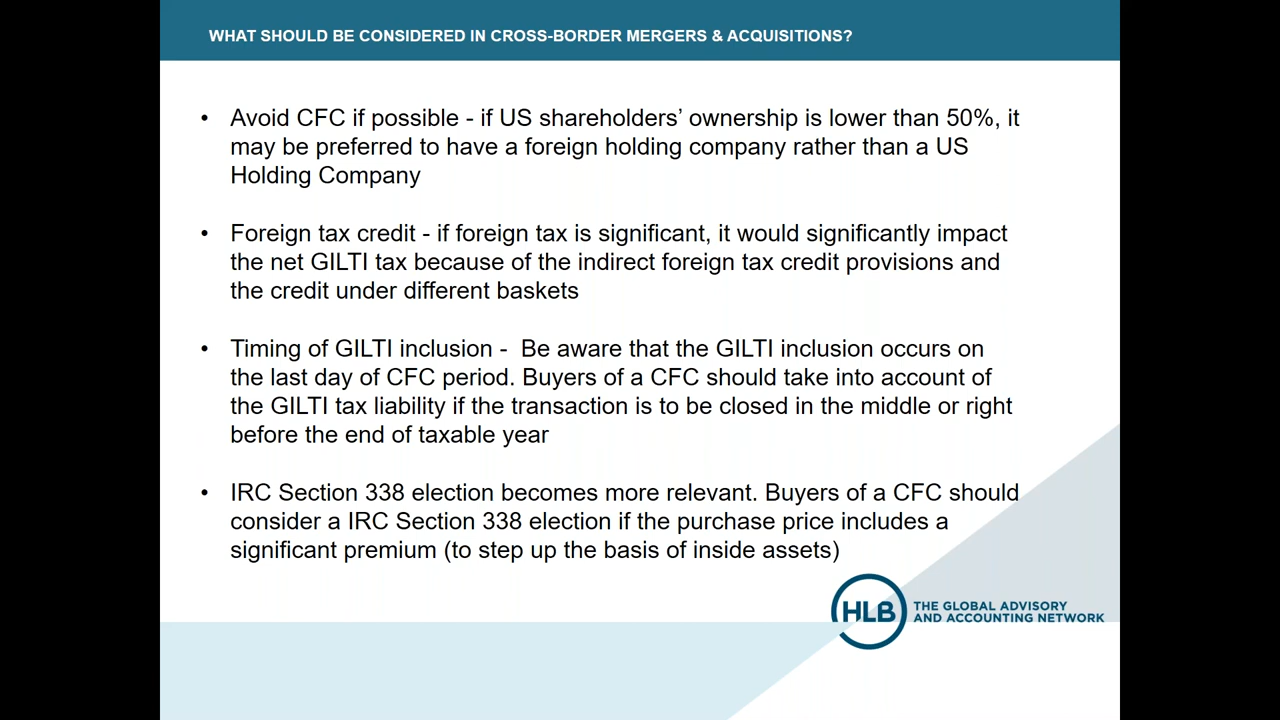 WHAT SHOULD BE CONSIDERED IN CROSS-BORDER MERGERS & ACQUISITIONS?
• Avoid CFC if possible - if US shareholders’ ownership is lower than 50%, it
may be preferred to have a foreign holding company rather than a US
Holding Company
• Foreign tax credit - if foreign tax is significant, it would significantly impact
the net GILTI tax because of the indirect foreign tax credit provisions and
the credit under different baskets
• Timing of GILTI inclusion -  Be aware that the GILTI inclusion occurs on
the last day of CFC period. Buyers of a CFC should take into account of
the GILTI tax liability if the transaction is to be closed in the middle or right
before the end of taxable year
• IRC Section 338 election becomes more relevant. Buyers of a CFC should
consider a IRC Section 338 election if the purchase price includes a
significant premium (to step up the basis of inside assets)
HLB
THE GLOBAL ADVISORY
AND ACCOUNTING NETWORK